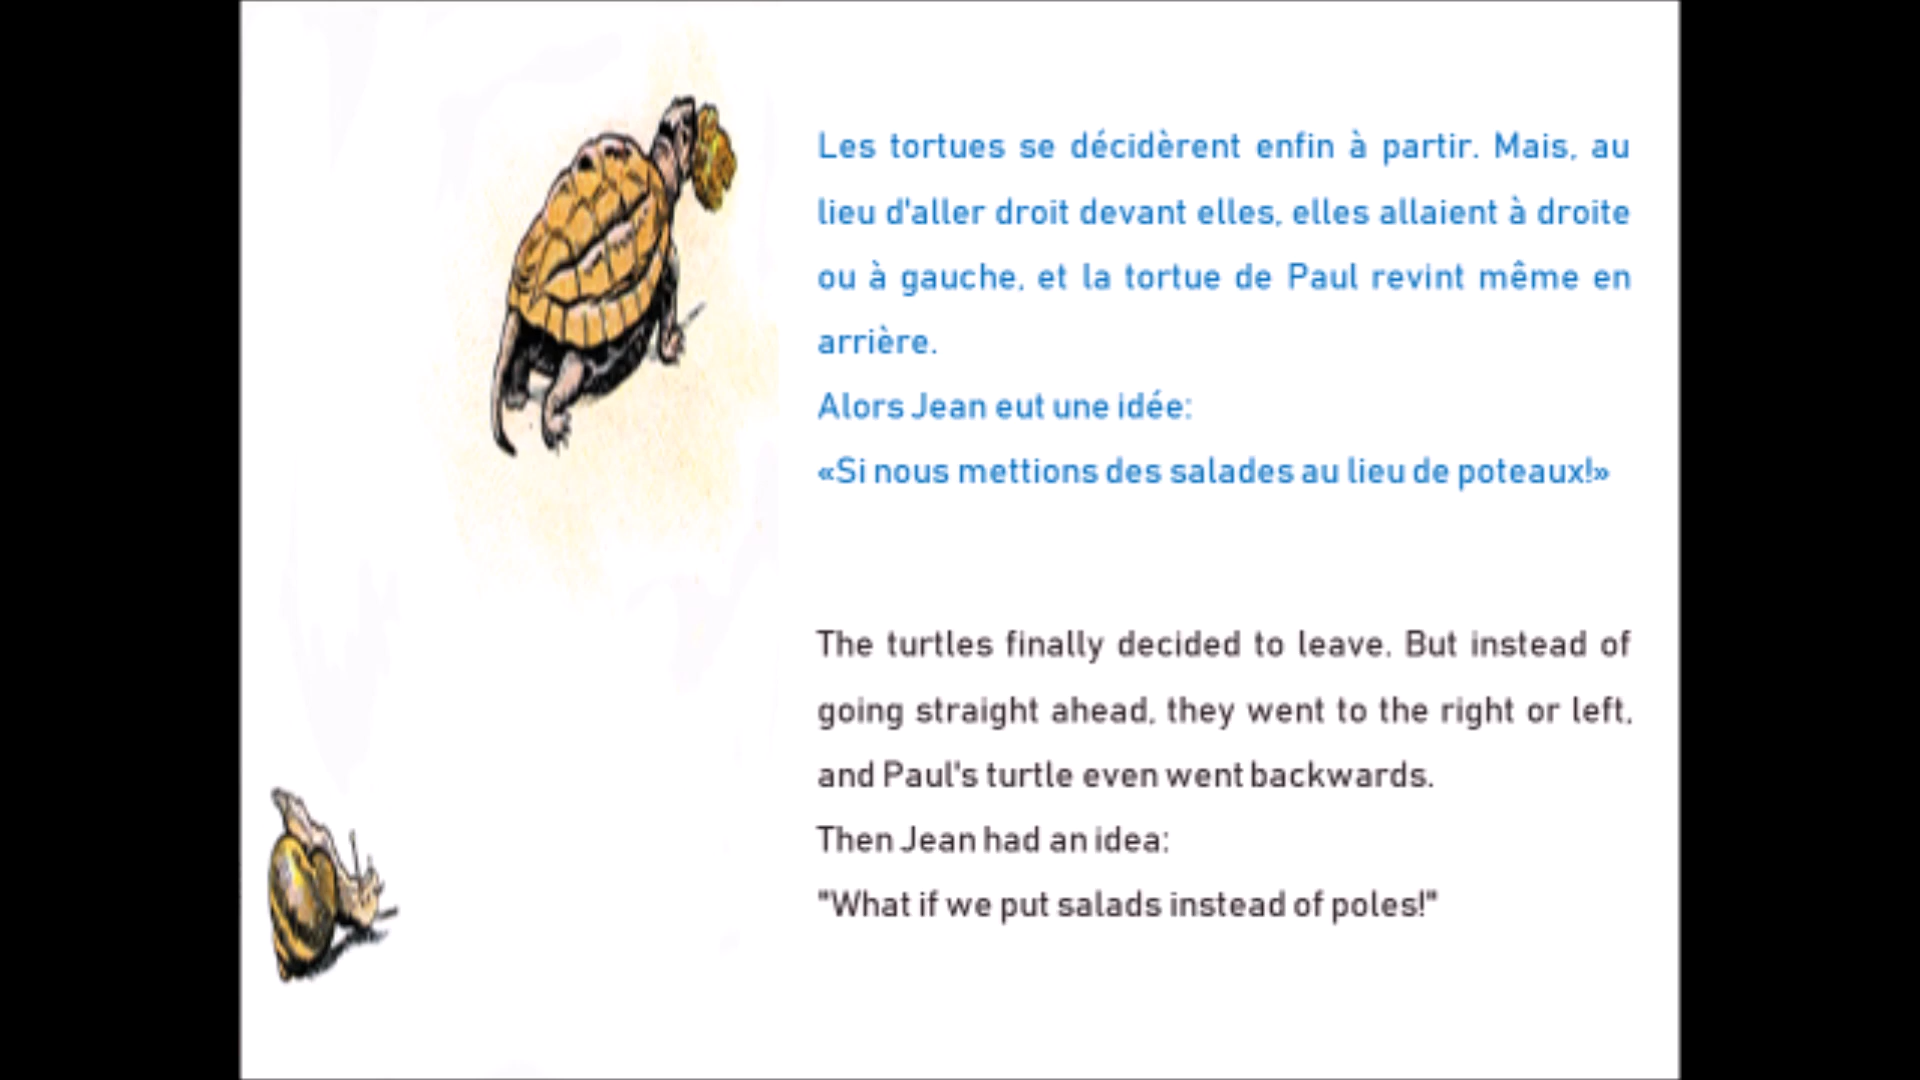 Les tortues se décidèrent enfin à partir. Mais, au
lieu d'aller droit devant elles, elles allaient à droite
ou à gauche, et la tortue de Paul revint même en
arrière.
Alors Jean eut une idée:
«Si nous mettions des salades au lieu de poteaux!»
The turtles finally decided to leave. But instead of
going straight ahead, they went to the right or left,
and Paul's turtle even went backwards.
Then Jean had an idea:
"What if we put salads instead of poles!"